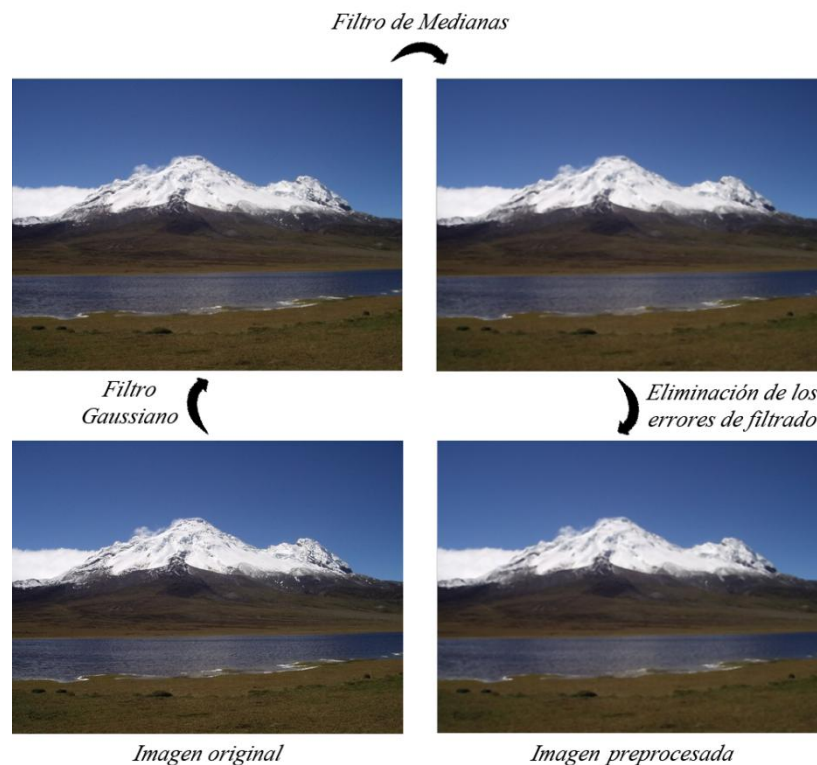 Filtro de Medianas
Filtro
Gaussiano
Eliminación de los
errores de filtrado
Imagen original
Imagen preprocesada